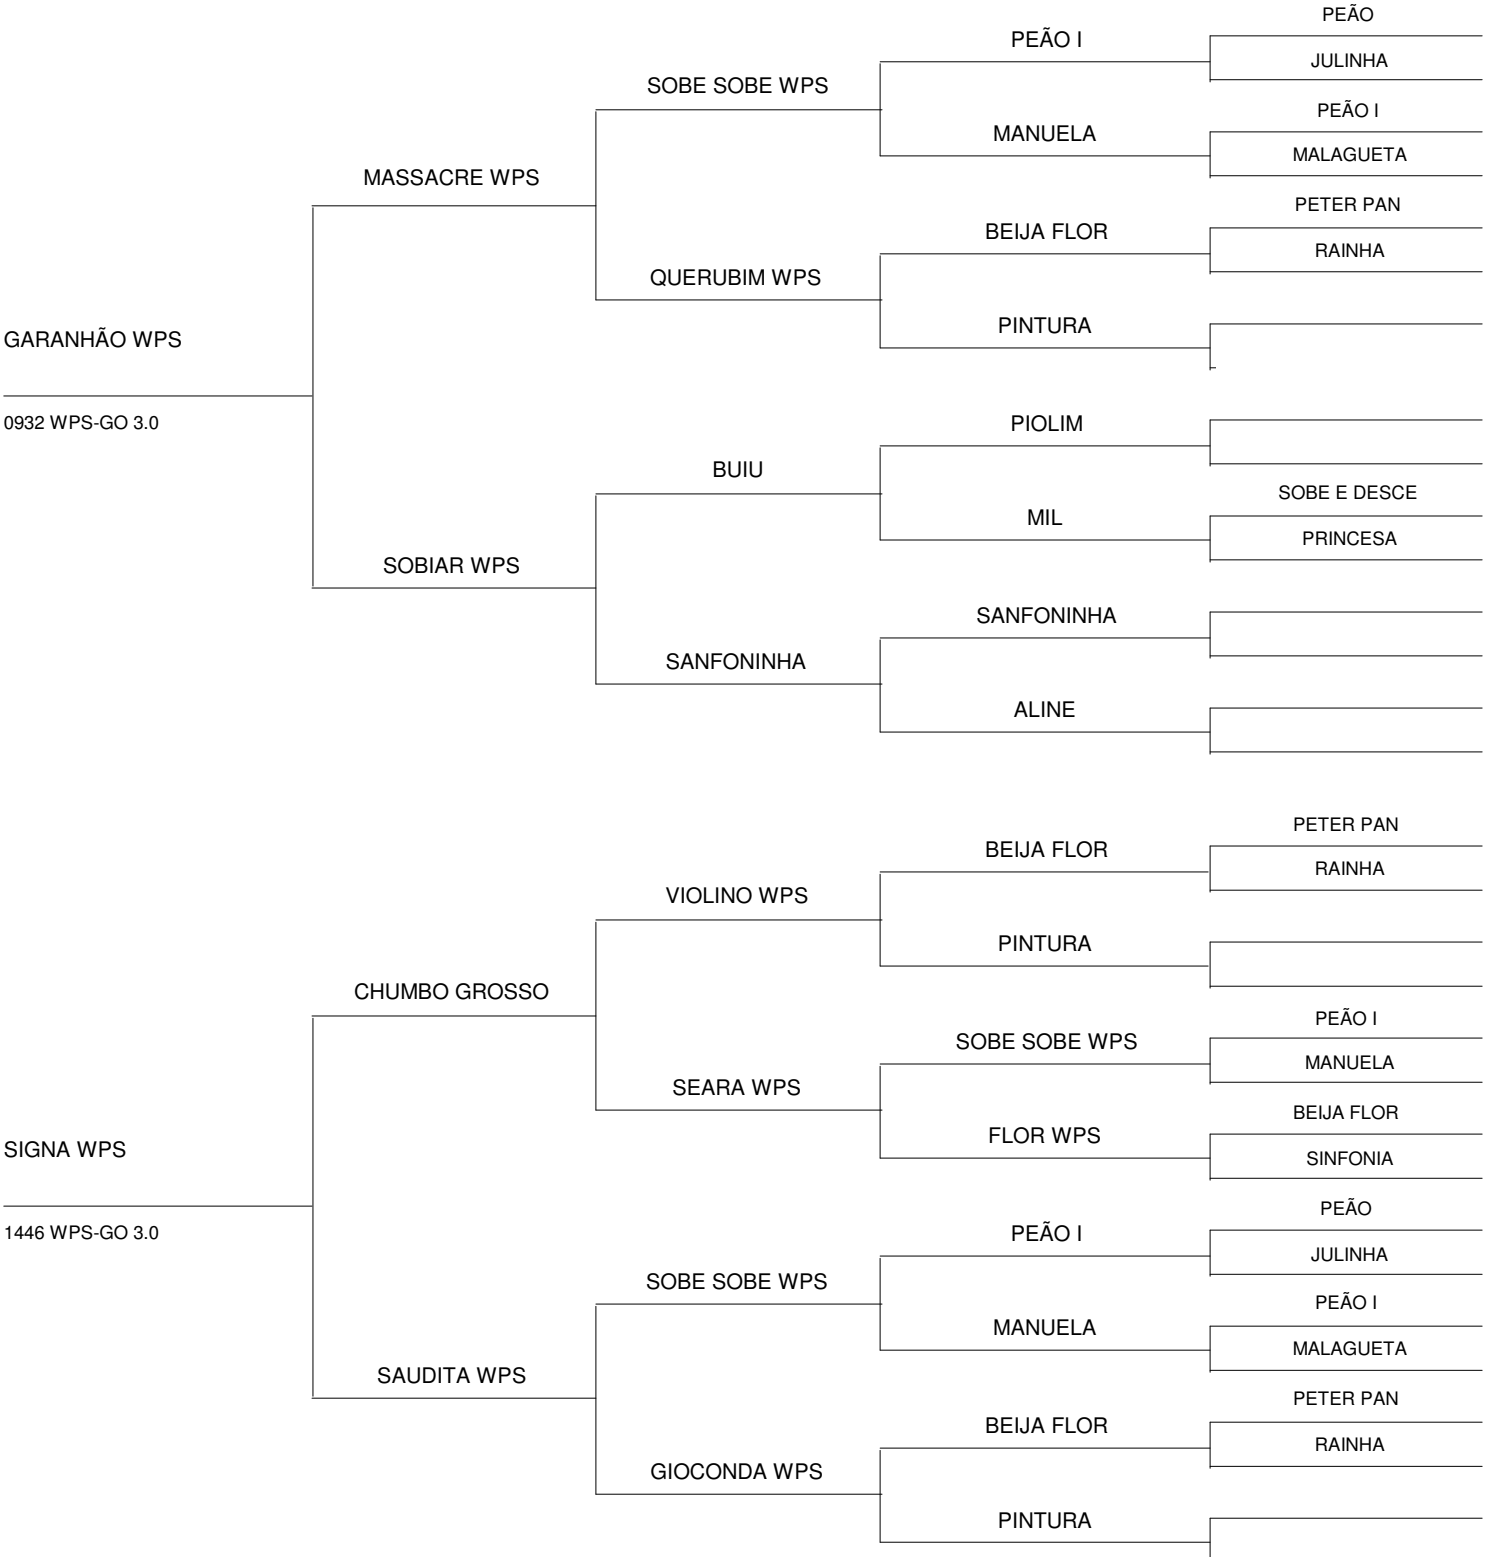 PEÃO
PEÃO I
JULINHA
SOBE SOBE WPS
PEÃO I
MANUELA
MALAGUETA
MASSACRE WPS
PETER PAN
BEIJA FLOR
RAINHA
QUERUBIM WPS
PINTURA
GARANHÃO WPS
0932 WPS-GO 3.0
PIOLIM
BUIU
SOBE E DESCE
MIL
PRINCESA
SOBIAR WPS
SANFONINHA
SANFONINHA
ALINE
PETER PAN
BEIJA FLOR
RAINHA
VIOLINO WPS
PINTURA
CHUMBO GROSSO
PEÃO I
SOBE SOBE WPS
MANUELA
SEARA WPS
BEIJA FLOR
FLOR WPS
SINFONIA
SIGNA WPS
1446 WPS-GO 3.0
PEÃO
PEÃO I
JULINHA
SOBE SOBE WPS
PEÃO I
MANUELA
MALAGUETA
SAUDITA WPS
PETER PAN
BEIJA FLOR
RAINHA
GIOCONDA WPS
PINTURA